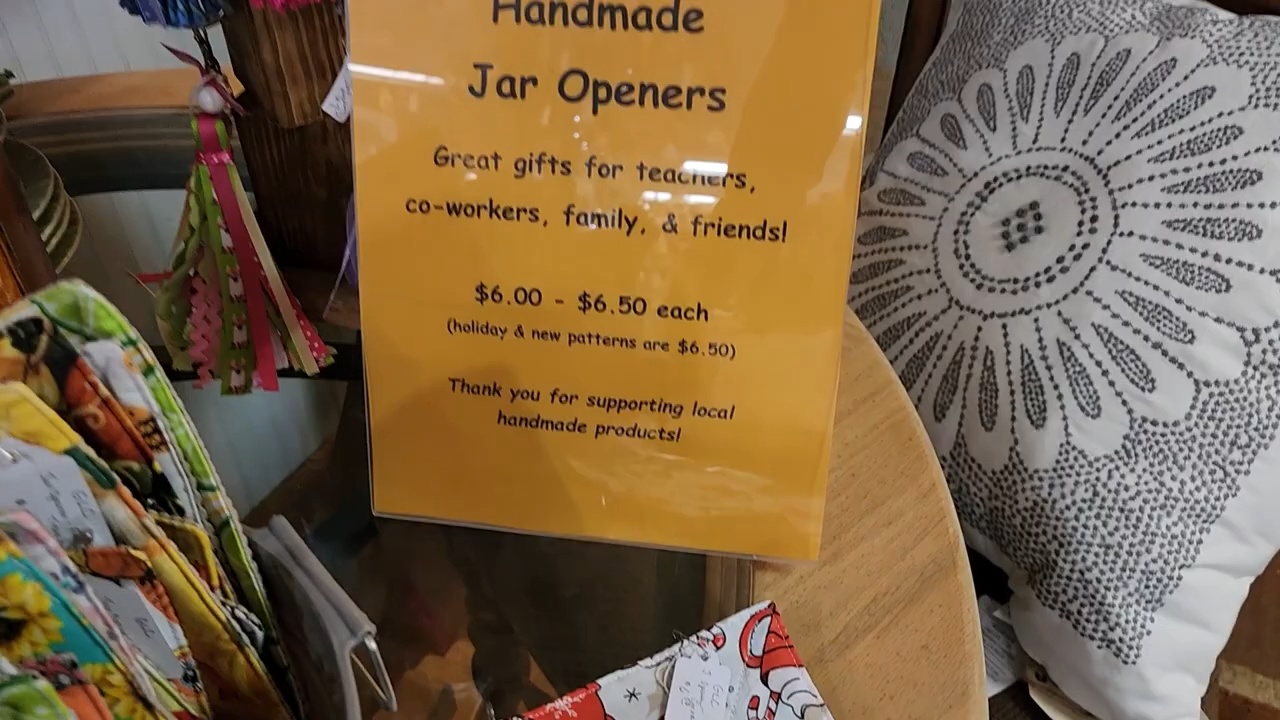 Handmade
Jar Openers
Great gifts for teachers,
co-workers, family, & friends!
$6.00 - $6.50 each
(holiday & new patterns are $6.50)
Thank you for supporting local
handmade products!